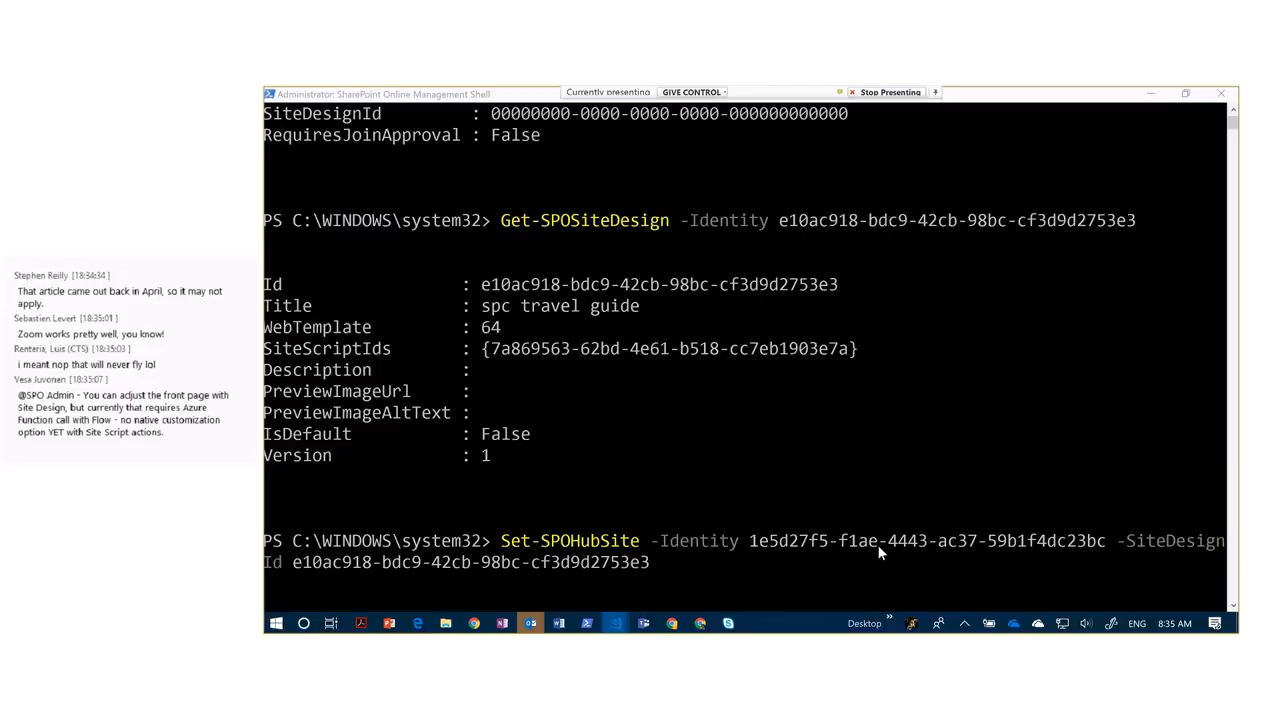 Administrator: SharePoint Online Management Shell
Currently presenting
GIVE CONTROL
Stop Presenting
SiteDesignId : 00000000-0000-0000-0000-000000000000
RequiresJoinApproval : False
PS C:\WINDOWS\system32> Get-SPOSiteDesign -Identity e10ac918-bdc9-42cb-98bc-cf3d9d2753e3
Id : e10ac918-bdc9-42cb-98bc-cf3d9d2753e3
Title : spc travel guide
WebTemplate : 64
SiteScriptIds : {7a869563-62bd-4e61-b518-cc7eb1903e7a}
Description :
PreviewImageUrl :
PreviewImageAltText :
IsDefault : False
Version : 1
PS C:\WINDOWS\system32> Set-SPOHubSite -Identity 1e5d27f5-f1ae-4443-ac37-59b1f4dc23bc -SiteDesign
Id e10ac918-bdc9-42cb-98bc-cf3d9d2753e3
Stephen Reilly [18:34:34]
That article came out back in April, so it may not
apply.
Sebastien Levert [18:35:01]
Zoom works pretty well, you know!
Renteria, Luis (CTS) [18:35:03]
i meant nop that will never fly lol
Vesa Juvonen [18:35:07]
@SPO Admin - You can adjust the front page with
Site Design, but currently that requires Azure
Function call with Flow - no native customization
option YET with Site Script actions.
Desktop
ENG
8:35 AM